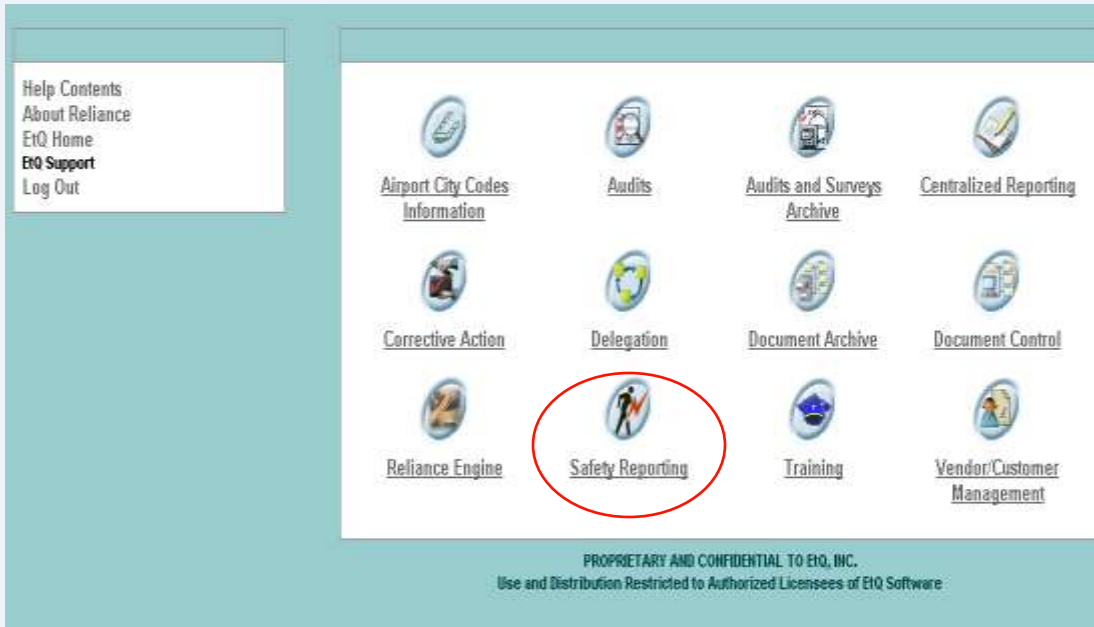 Help Contents
About Reliance
EtQ Home
EtQ Support
Log Out
Airport City Codes
Information
Audits
Audits and Surveys
Archive
Centralized Reporting
Corrective Action
Delegation
Document Archive
Document Control
Reliance Engine
Safety Reporting
Training
Vendor/Customer
Management
PROPRIETARY AND CONFIDENTIAL TO EtQ, INC.
Use and Distribution Restricted to Authorized Licensees of EtQ Software